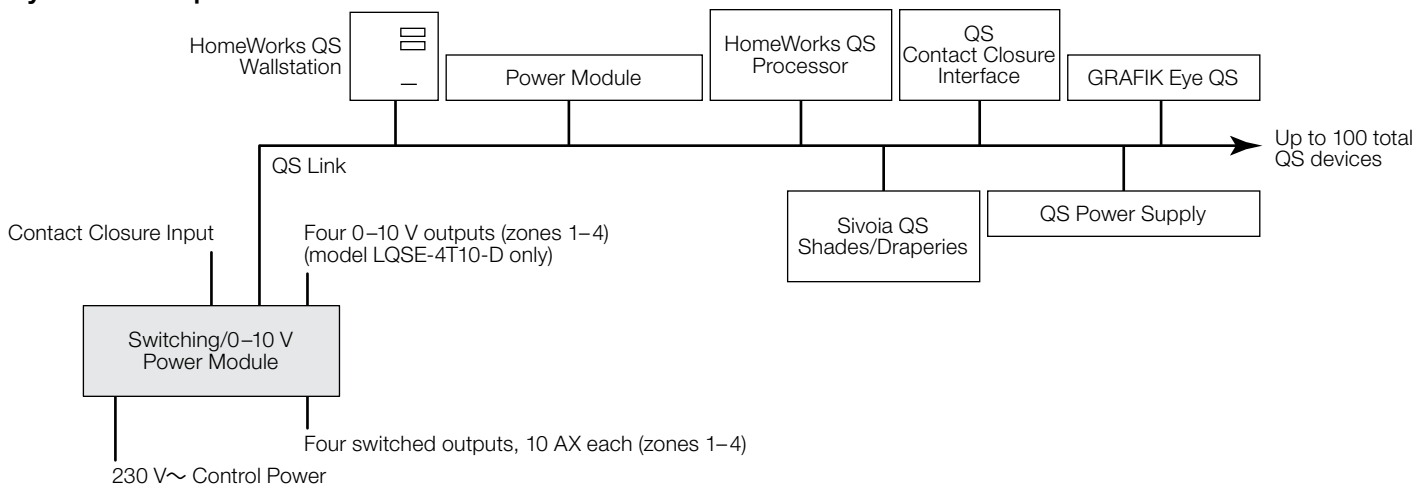 HomeWorks QS
Wallstation
Power Module
HomeWorks QS
Processor
QS
Contact Closure
Interface
GRAFIK Eye QS
Up to 100 total
QS devices
QS Link
Sivoia QS
Shades/Draperies
QS Power Supply
Contact Closure Input
Four 0–10 V outputs (zones 1–4)
(model LQSE-4T10-D only)
Switching/0–10 V
Power Module
Four switched outputs, 10 AX each (zones 1–4)
230 V~ Control Power